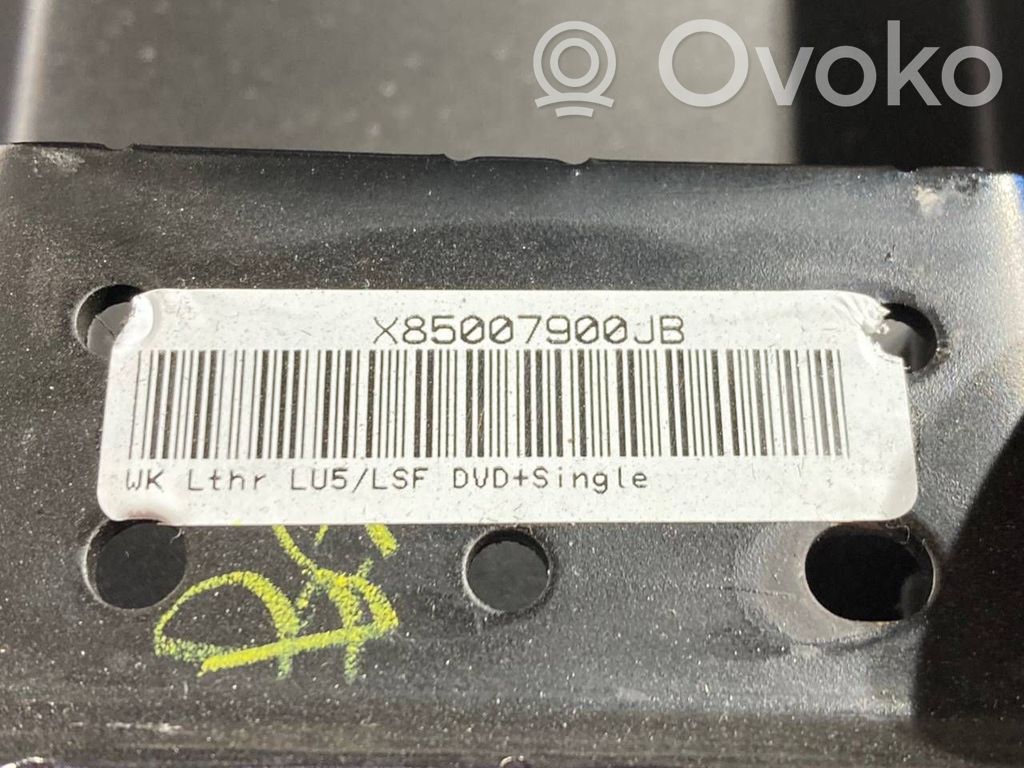 Ovoko
X85007900JB
WK Lthr LU5/LSF DVD+Single